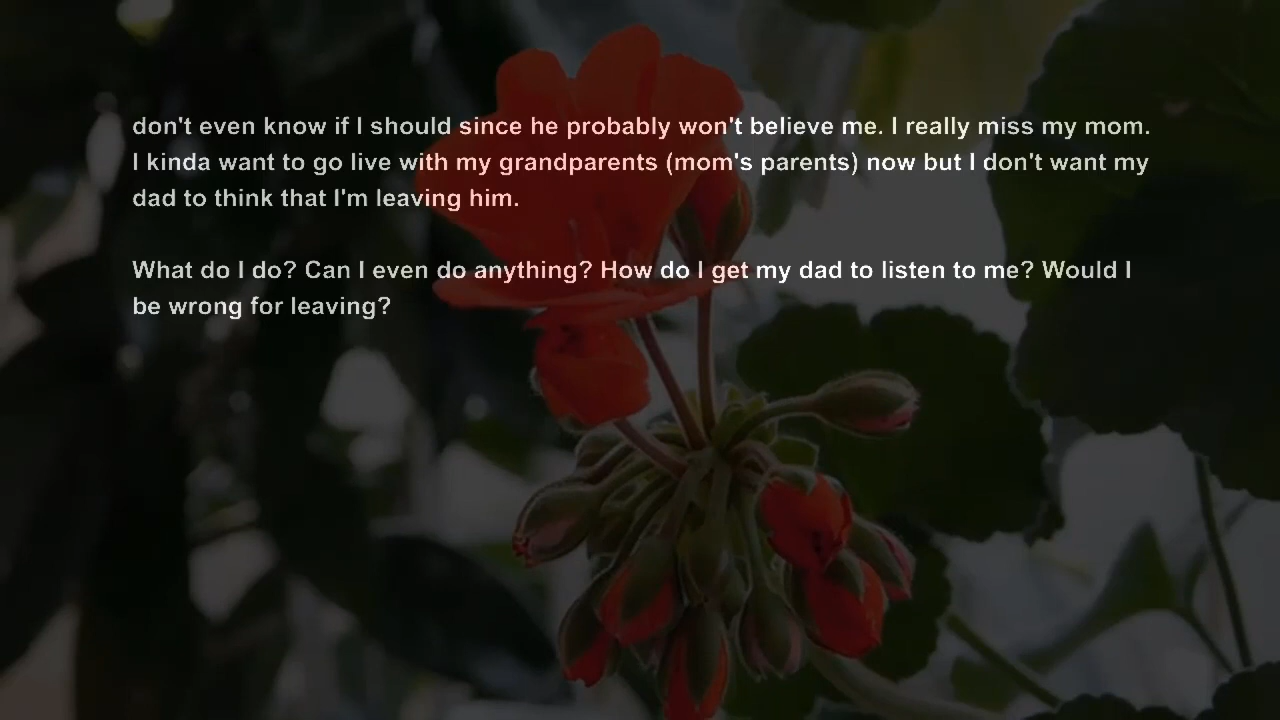 don't even know if I should since he probably won't believe me. I really miss my mom.
I kinda want to go live with my grandparents (mom's parents) now but I don't want my
dad to think that I'm leaving him.
What do I do? Can I even do anything? How do I get my dad to listen to me? Would I
be wrong for leaving?